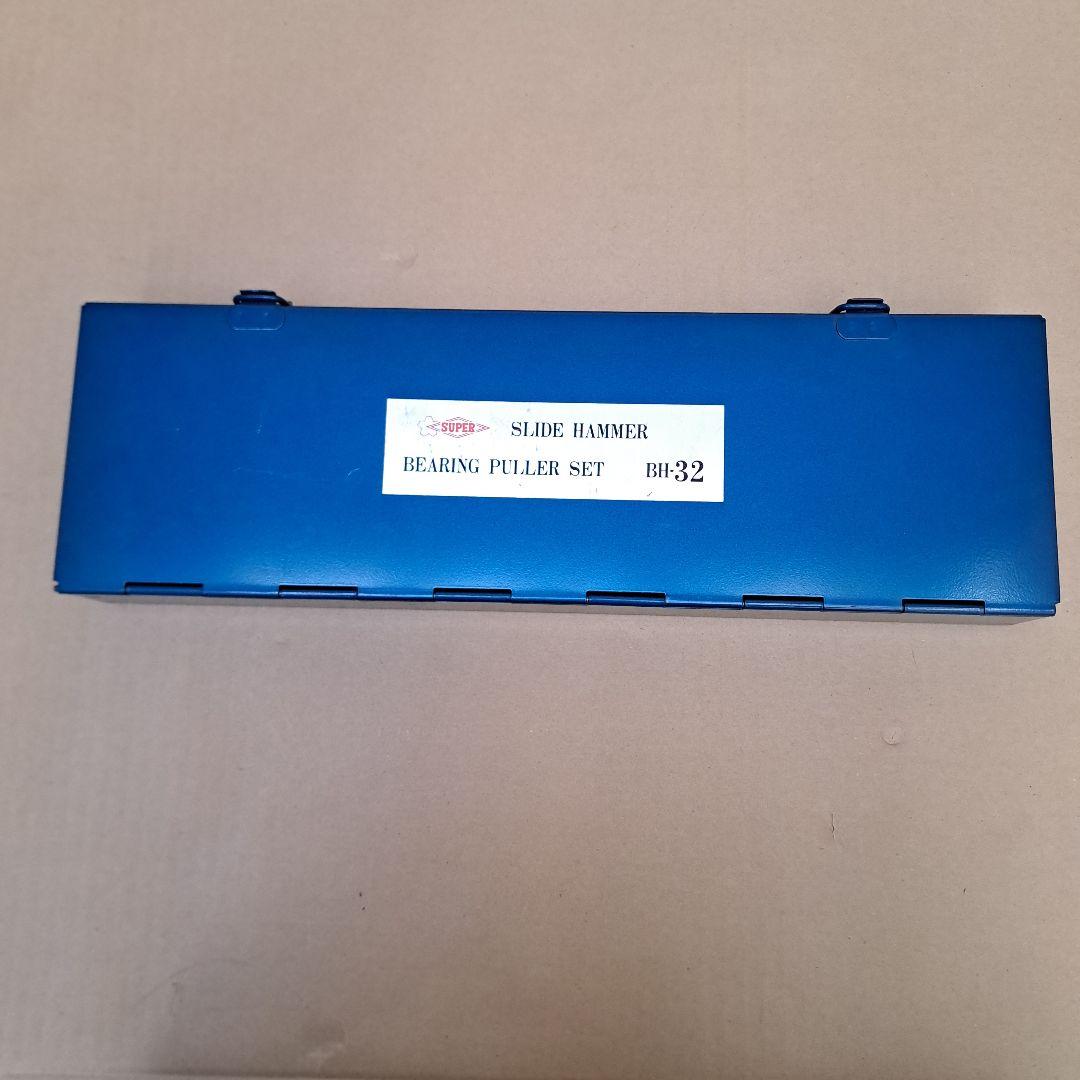 SUPER SLIDE HAMMER
BEARING PULLER SET BH-32